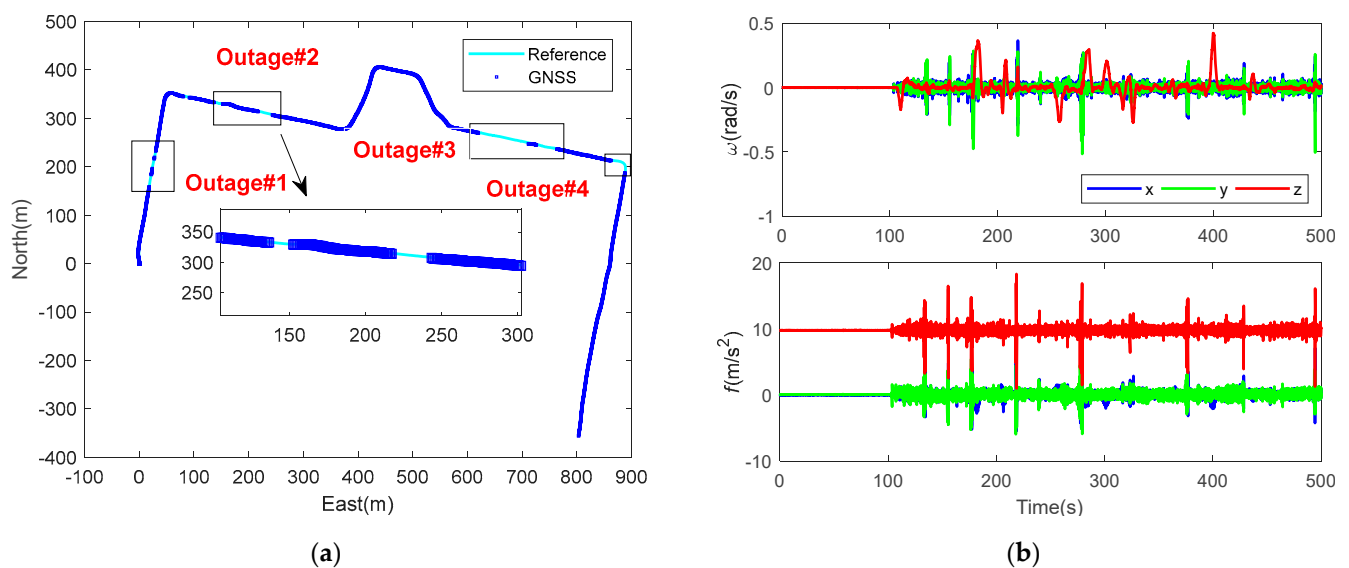 500
400
300
200
100
0
-100
-200
-300
-400
North(m)
-100 0 100 200 300 400 500 600 700 800 900
East(m)
Outage#2
Reference
GNSS
Outage#3
Outage#1
Outage#4
350
300
250
150 200 250 300
(a)
0.5
0
-0.5
-1
ω(rad/s)
x y z
0 100 200 300 400 500
20
10
0
-10
f(m/s²)
0 100 200 300 400 500
Time(s)
(b)